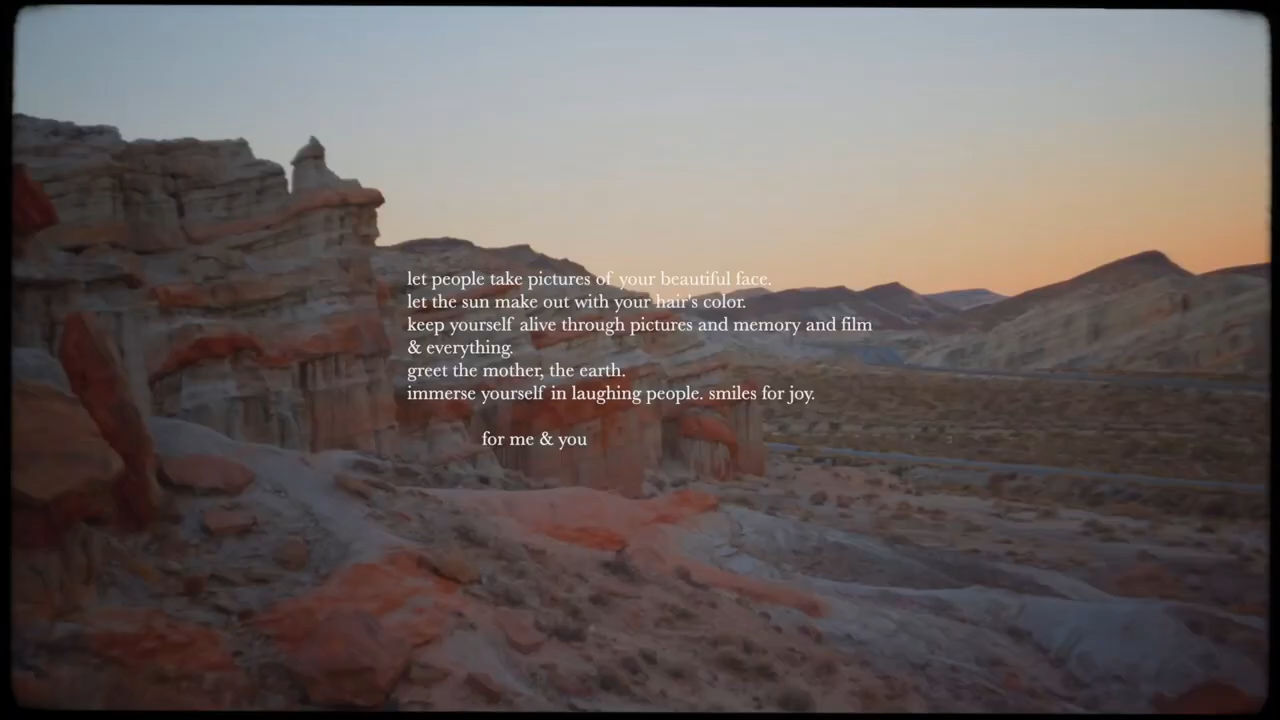 let people take pictures of your beautiful face.
let the sun make out with your hair's color.
keep yourself alive through pictures and memory and film
& everything.
greet the mother, the earth.
immerse yourself in laughing people. smiles for joy.
for me & you